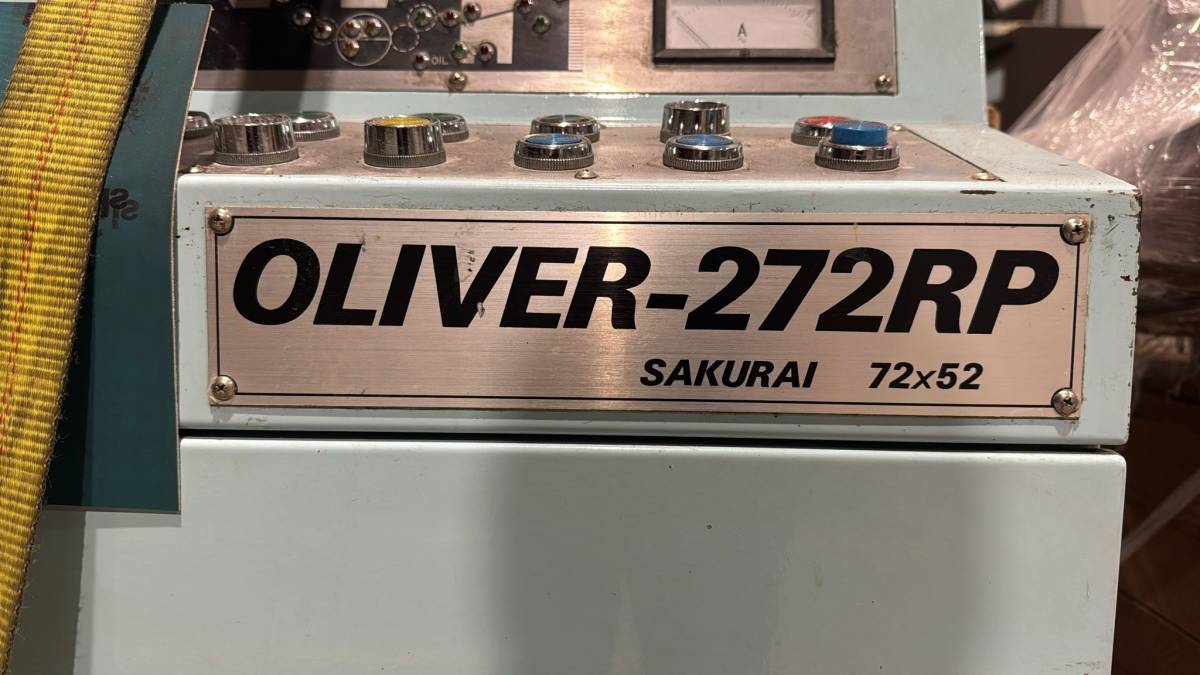 A
OIL
OLIVER-272RP
SAKURAI 72x52